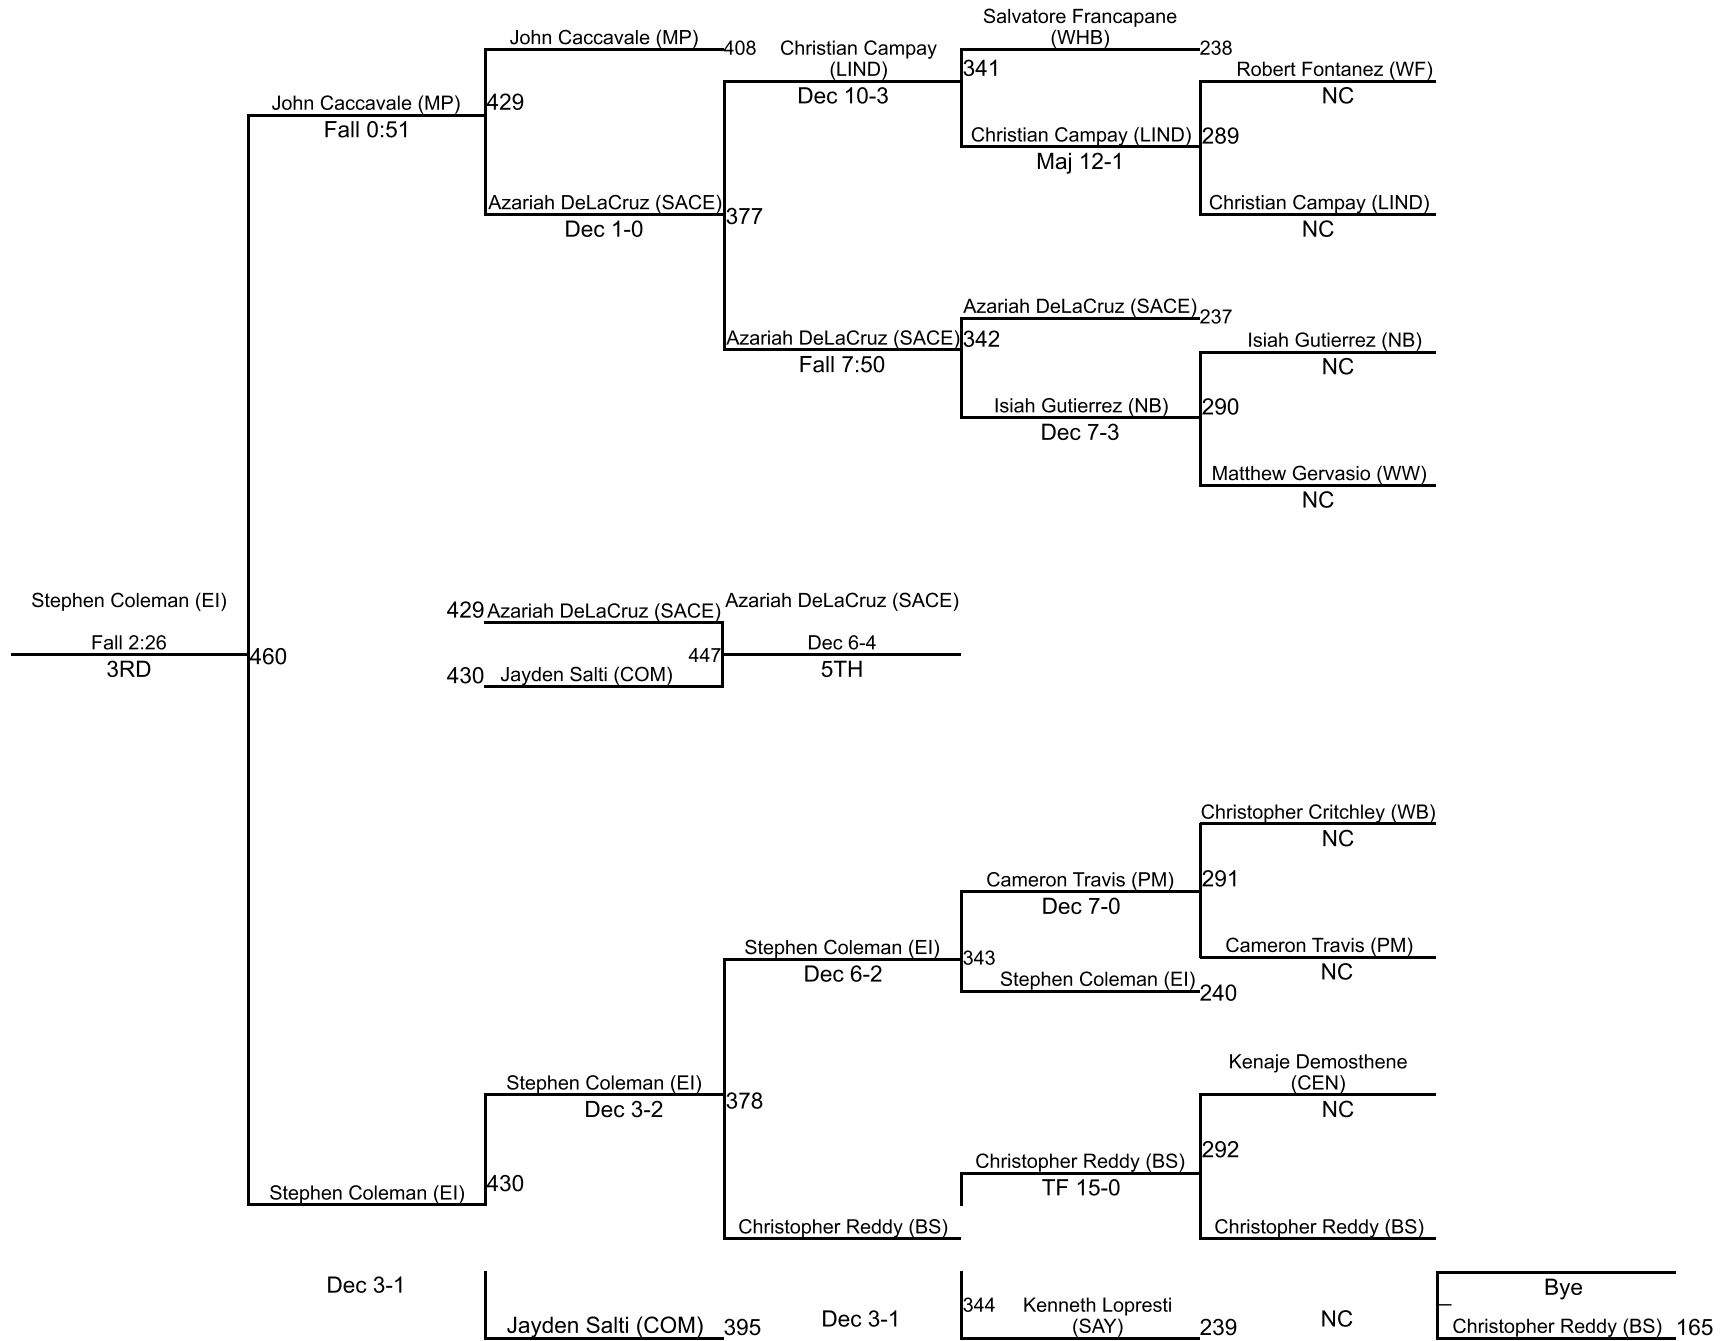 Salvatore Francapane
(WHB)
John Caccavale (MP)
408
Christian Campay
(LIND)
238
341
Robert Fontanez (WF)
NC
Dec 10-3
John Caccavale (MP)
429
Fall 0:51
Christian Campay (LIND)
289
Maj 12-1
Azariah DeLaCruz (SACE)
377
Dec 1-0
Christian Campay (LIND)
NC
Azariah DeLaCruz (SACE)
237
Azariah DeLaCruz (SACE)
342
Fall 7:50
Isiah Gutierrez (NB)
NC
Isiah Gutierrez (NB)
290
Dec 7-3
Matthew Gervasio (WW)
NC
Stephen Coleman (EI)
Fall 2:26
3RD
460
429
Azariah DeLaCruz (SACE)
Azariah DeLaCruz (SACE)
447
Dec 6-4
5TH
430
Jayden Salti (COM)
Christopher Critchley (WB)
NC
Cameron Travis (PM)
291
Dec 7-0
Stephen Coleman (EI)
343
Dec 6-2
Cameron Travis (PM)
NC
Stephen Coleman (EI)
240
Kenaje Demosthene
(CEN)
NC
Stephen Coleman (EI)
378
Dec 3-2
Christopher Reddy (BS)
292
TF 15-0
Stephen Coleman (EI)
430
Christopher Reddy (BS)
Christopher Reddy (BS)
Dec 3-1
Jayden Salti (COM)
395
Dec 3-1
344
Kenneth Lopresti
(SAY)
239
NC
Bye
Christopher Reddy (BS)
165